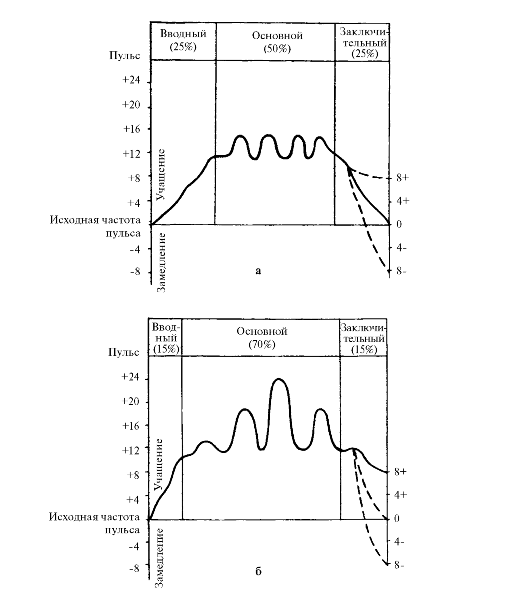 Вводный
(25%)
Основной
(50%)
Заключи-
тельный
(25%)
Пульс
+24
+20
+16
+12
+8
+4
Исходная частота
пульса
-4
-8
Учащение
Замедление
8+
4+
0
4-
8-
а
Ввод-
ный
(15%)
Основной
(70%)
Заключи-
тельный
(15%)
Пульс
+24
+20
+16
+12
+8
+4
Исходная частота
пульса
-4
-8
Учащение
Замедление
8+
4+
0
4-
8-
б